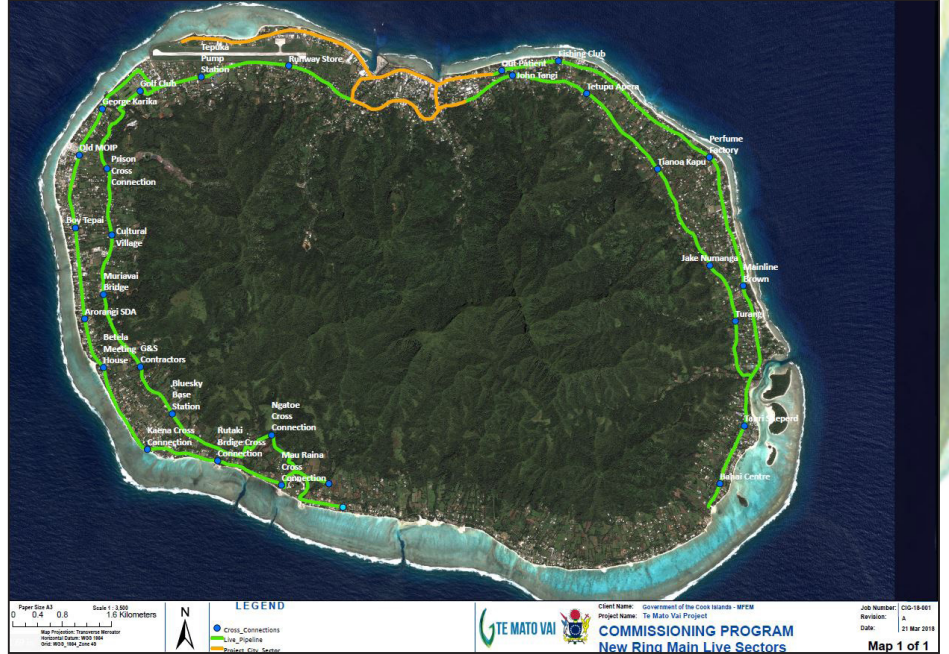 Tepuka
Pump
Station
Runway Store
Fishing Club
Out-Patient
John Tangi
Golf Club
Tetupu Apera
George Karika
Perfume
Factory
Old MOIP
Prison
Cross
Connection
Tianoa Kapu
Boy Tepai
Cultural
Village
Jake Numanga
Mainline
Brown
Muriavai
Bridge
Arorangi SDA
Turangi
Betela
Meeting
House
G&S
Contractors
Bluesky
Base
Station
Ngatoe
Cross
Connection
Kaena Cross
Connection
Rutaki
Brdige Cross
Connection
Mau Raina
Cross
Connection
Bahai Centre
Paper Size A3
Scale 1 : 3,500
0 0.4 0.8 1.6 Kilometers
Map Projection: Transverse Mercator
Horizontal Datum: WGS 1984
Grid: WGS_1984_Zone 4S
N
LEGEND
Cross_Connections
Live_Pipeline
Project_City_Sector
TE MATO VAI
Client Name: Government of the Cook Islands - MFEM
Project Name: Te Mato Vai Project
COMMISSIONING PROGRAM
New Ring Main Live Sectors
Job Number: CIG-18-001
Revision: A
Date: 21 Mar 2018
Map 1 of 1